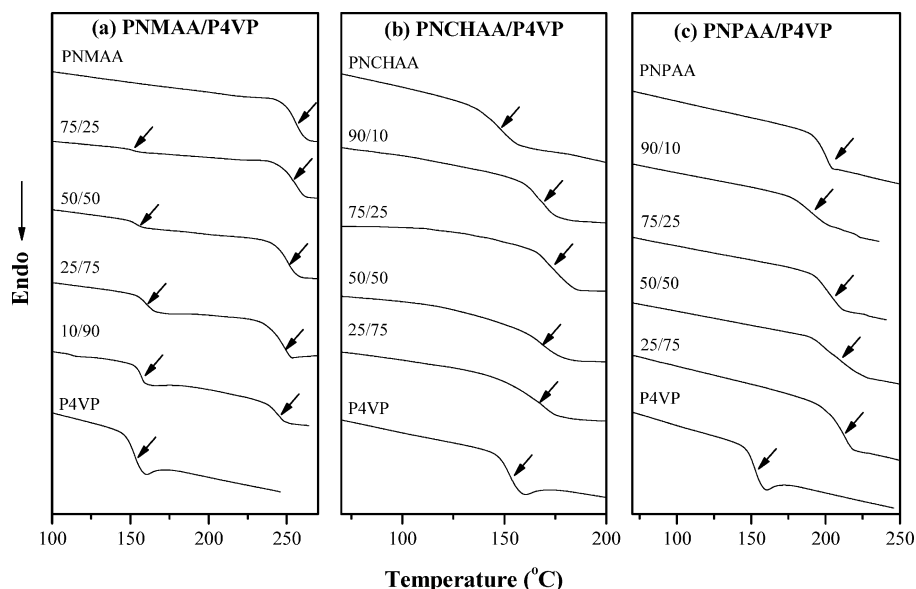 (a) PNMAA/P4VP
PNMAA
75/25
50/50
25/75
10/90
P4VP
100 150 200 250
(b) PNCHAA/P4VP
PNCHAA
90/10
75/25
50/50
25/75
P4VP
100 150 200
(c) PNPAA/P4VP
PNPAA
90/10
75/25
50/50
25/75
P4VP
100 150 200 250
Endo
Temperature (°C)